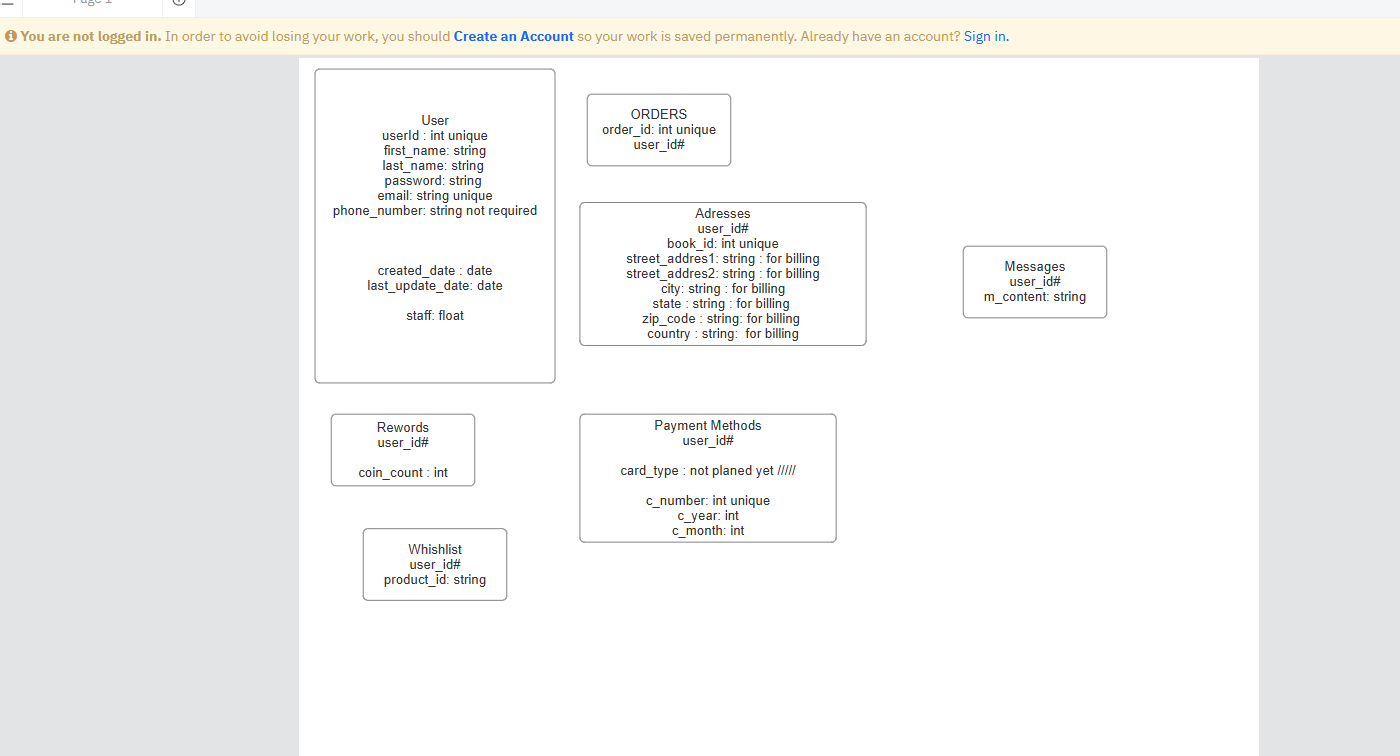 Page 1
You are not logged in. In order to avoid losing your work, you should Create an Account so your work is saved permanently. Already have an account? Sign in.
User
userId : int unique
first_name: string
last_name: string
password: string
email: string unique
phone_number: string not required
created_date : date
last_update_date: date
staff: float
ORDERS
order_id: int unique
user_id#
Adresses
user_id#
book_id: int unique
street_addres1: string : for billing
street_addres2: string : for billing
city: string : for billing
state : string : for billing
zip_code : string: for billing
country : string: for billing
Messages
user_id#
m_content: string
Rewords
user_id#
coin_count : int
Payment Methods
user_id#
card_type : not planed yet /////
c_number: int unique
c_year: int
c_month: int
Whishlist
user_id#
product_id: string